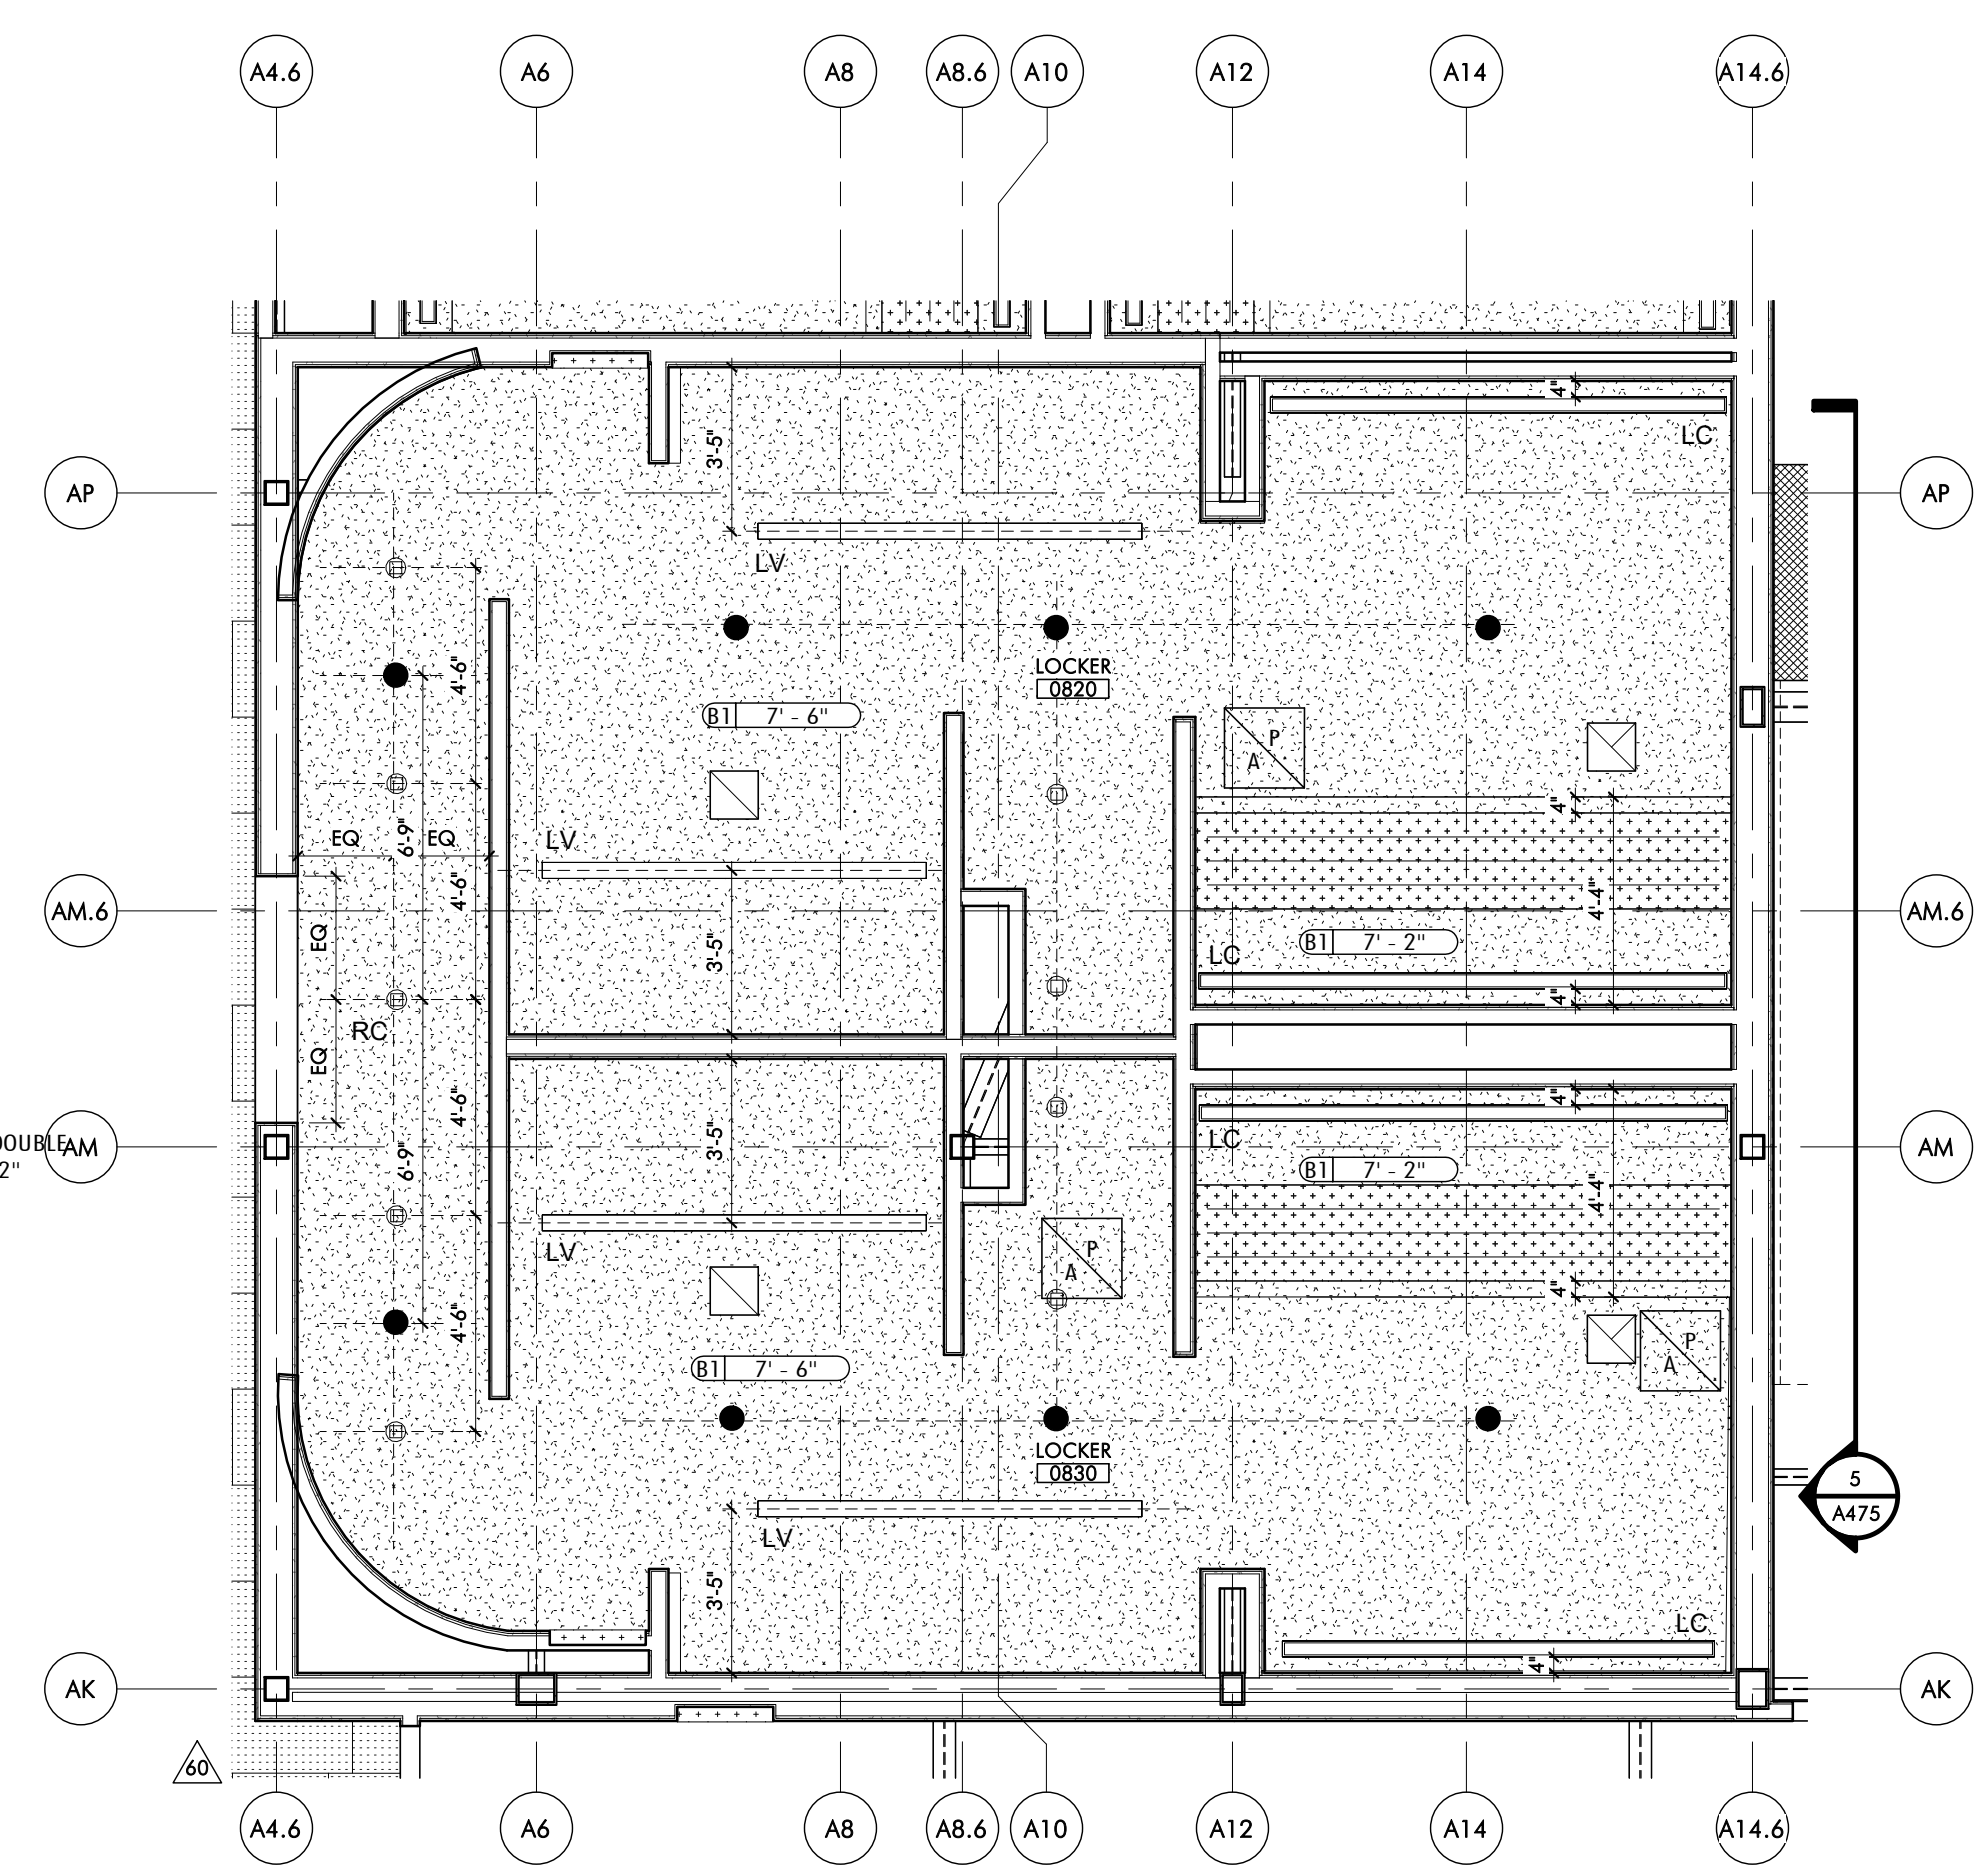 A4.6 A6 A8 A8.6 A10 A12 A14 A14.6
4"
LC
3'-5"
AP AP
LV
4'-6"
LOCKER
0820
B1 7' - 6"
P
A
4"
EQ 6'-9" EQ
LV
4'-6"
4'-4"
AM.6 AM.6
EQ
3'-5"
B1 7' - 2"
LC
4"
RC
EQ
4"
4'-6"
3'-5"
LC
DOUBLE
2"
AM AM
6'-9"
B1 7' - 2"
4'-4"
LV
P
A
4"
4'-6"
P
A
B1 7' - 6"
LOCKER
0830
5
A475
LV
3'-5"
LC
4"
AK AK
60
A4.6 A6 A8 A8.6 A10 A12 A14 A14.6